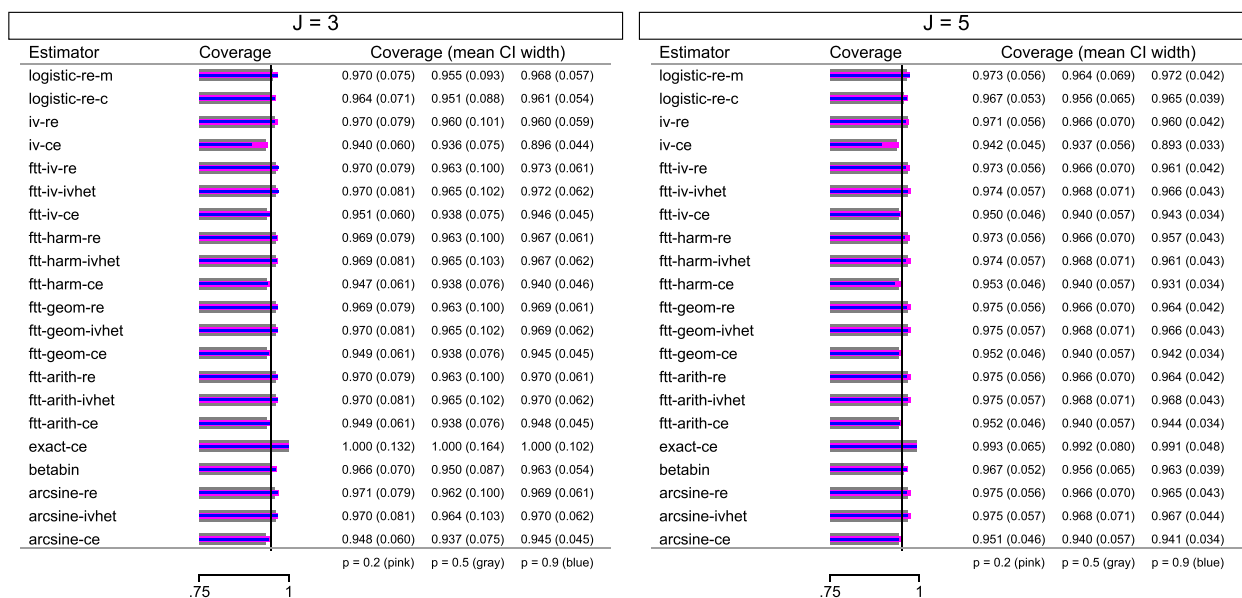 J = 3
Estimator Coverage Coverage (mean CI width)
logistic-re-m 0.970 (0.075) 0.955 (0.093) 0.968 (0.057)
logistic-re-c 0.964 (0.071) 0.951 (0.088) 0.961 (0.054)
iv-re 0.970 (0.079) 0.960 (0.101) 0.960 (0.059)
iv-ce 0.940 (0.060) 0.936 (0.075) 0.896 (0.044)
ftt-iv-re 0.970 (0.079) 0.963 (0.100) 0.973 (0.061)
ftt-iv-ivhet 0.970 (0.081) 0.965 (0.102) 0.972 (0.062)
ftt-iv-ce 0.951 (0.060) 0.938 (0.075) 0.946 (0.045)
ftt-harm-re 0.969 (0.079) 0.963 (0.100) 0.967 (0.061)
ftt-harm-ivhet 0.969 (0.081) 0.965 (0.103) 0.967 (0.062)
ftt-harm-ce 0.947 (0.061) 0.938 (0.076) 0.940 (0.046)
ftt-geom-re 0.969 (0.079) 0.963 (0.100) 0.969 (0.061)
ftt-geom-ivhet 0.970 (0.081) 0.965 (0.102) 0.969 (0.062)
ftt-geom-ce 0.949 (0.061) 0.938 (0.076) 0.945 (0.045)
ftt-arith-re 0.970 (0.079) 0.963 (0.100) 0.970 (0.061)
ftt-arith-ivhet 0.970 (0.081) 0.965 (0.102) 0.970 (0.062)
ftt-arith-ce 0.949 (0.061) 0.938 (0.076) 0.948 (0.045)
exact-ce 1.000 (0.132) 1.000 (0.164) 1.000 (0.102)
betabin 0.966 (0.070) 0.950 (0.087) 0.963 (0.054)
arcsine-re 0.971 (0.079) 0.962 (0.100) 0.969 (0.061)
arcsine-ivhet 0.970 (0.081) 0.964 (0.103) 0.970 (0.062)
arcsine-ce 0.948 (0.060) 0.937 (0.075) 0.945 (0.045)
p = 0.2 (pink) p = 0.5 (gray) p = 0.9 (blue)
.75 1
J = 5
Estimator Coverage Coverage (mean CI width)
logistic-re-m 0.973 (0.056) 0.964 (0.069) 0.972 (0.042)
logistic-re-c 0.967 (0.053) 0.956 (0.065) 0.965 (0.039)
iv-re 0.971 (0.056) 0.966 (0.070) 0.960 (0.042)
iv-ce 0.942 (0.045) 0.937 (0.056) 0.893 (0.033)
ftt-iv-re 0.973 (0.056) 0.966 (0.070) 0.961 (0.042)
ftt-iv-ivhet 0.974 (0.057) 0.968 (0.071) 0.966 (0.043)
ftt-iv-ce 0.950 (0.046) 0.940 (0.057) 0.943 (0.034)
ftt-harm-re 0.973 (0.056) 0.966 (0.070) 0.957 (0.043)
ftt-harm-ivhet 0.974 (0.057) 0.968 (0.071) 0.961 (0.043)
ftt-harm-ce 0.953 (0.046) 0.940 (0.057) 0.931 (0.034)
ftt-geom-re 0.975 (0.056) 0.966 (0.070) 0.964 (0.042)
ftt-geom-ivhet 0.975 (0.057) 0.968 (0.071) 0.966 (0.043)
ftt-geom-ce 0.952 (0.046) 0.940 (0.057) 0.942 (0.034)
ftt-arith-re 0.975 (0.056) 0.966 (0.070) 0.964 (0.042)
ftt-arith-ivhet 0.975 (0.057) 0.968 (0.071) 0.968 (0.043)
ftt-arith-ce 0.952 (0.046) 0.940 (0.057) 0.944 (0.034)
exact-ce 0.993 (0.065) 0.992 (0.080) 0.991 (0.048)
betabin 0.967 (0.052) 0.956 (0.065) 0.963 (0.039)
arcsine-re 0.975 (0.056) 0.966 (0.070) 0.965 (0.043)
arcsine-ivhet 0.975 (0.057) 0.968 (0.071) 0.967 (0.044)
arcsine-ce 0.951 (0.046) 0.940 (0.057) 0.941 (0.034)
p = 0.2 (pink) p = 0.5 (gray) p = 0.9 (blue)
.75 1